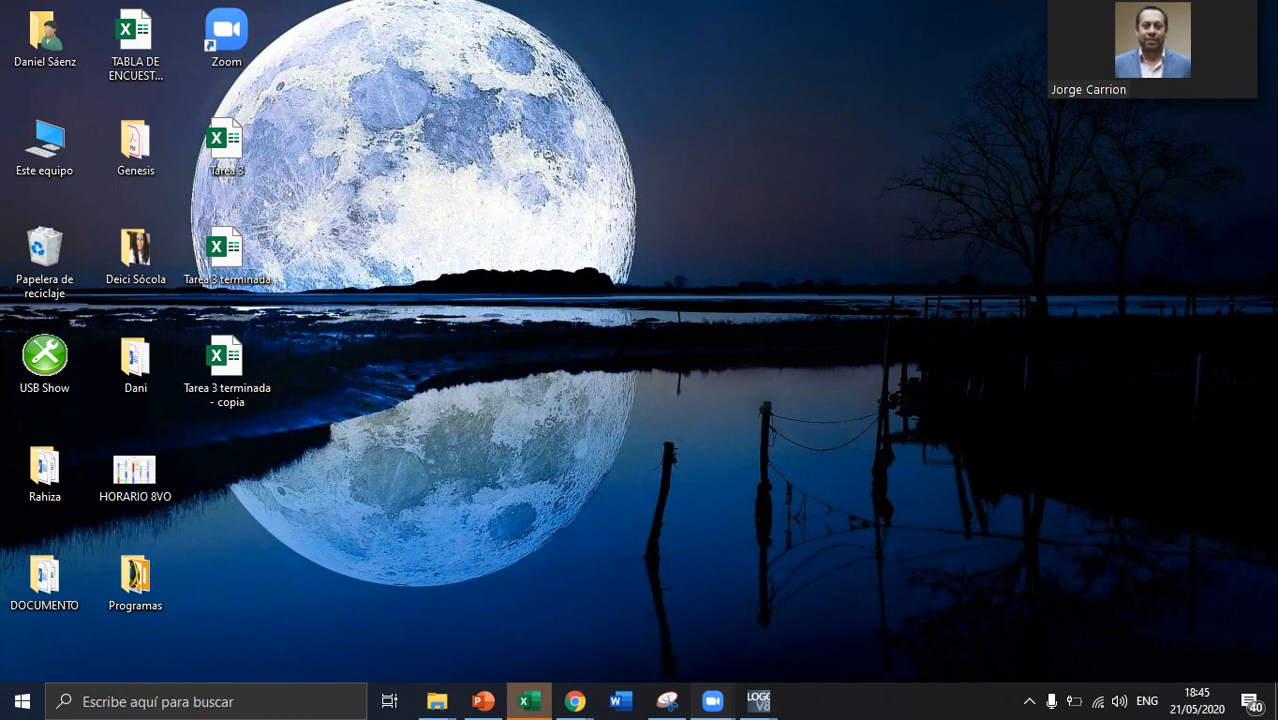 Daniel Sáenz
TABLA DE
ENCUEST...
Zoom
Jorge Carrion
Este equipo
Genesis
Tarea 3
Papelera de
reciclaje
Deici Sócola
Tarea 3 terminada
USB Show
Dani
Tarea 3 terminada
- copia
Rahiza
HORARIO 8VO
DOCUMENTO
Programas
Escribe aquí para buscar
LOGO
V8
ENG
18:45
21/05/2020
40